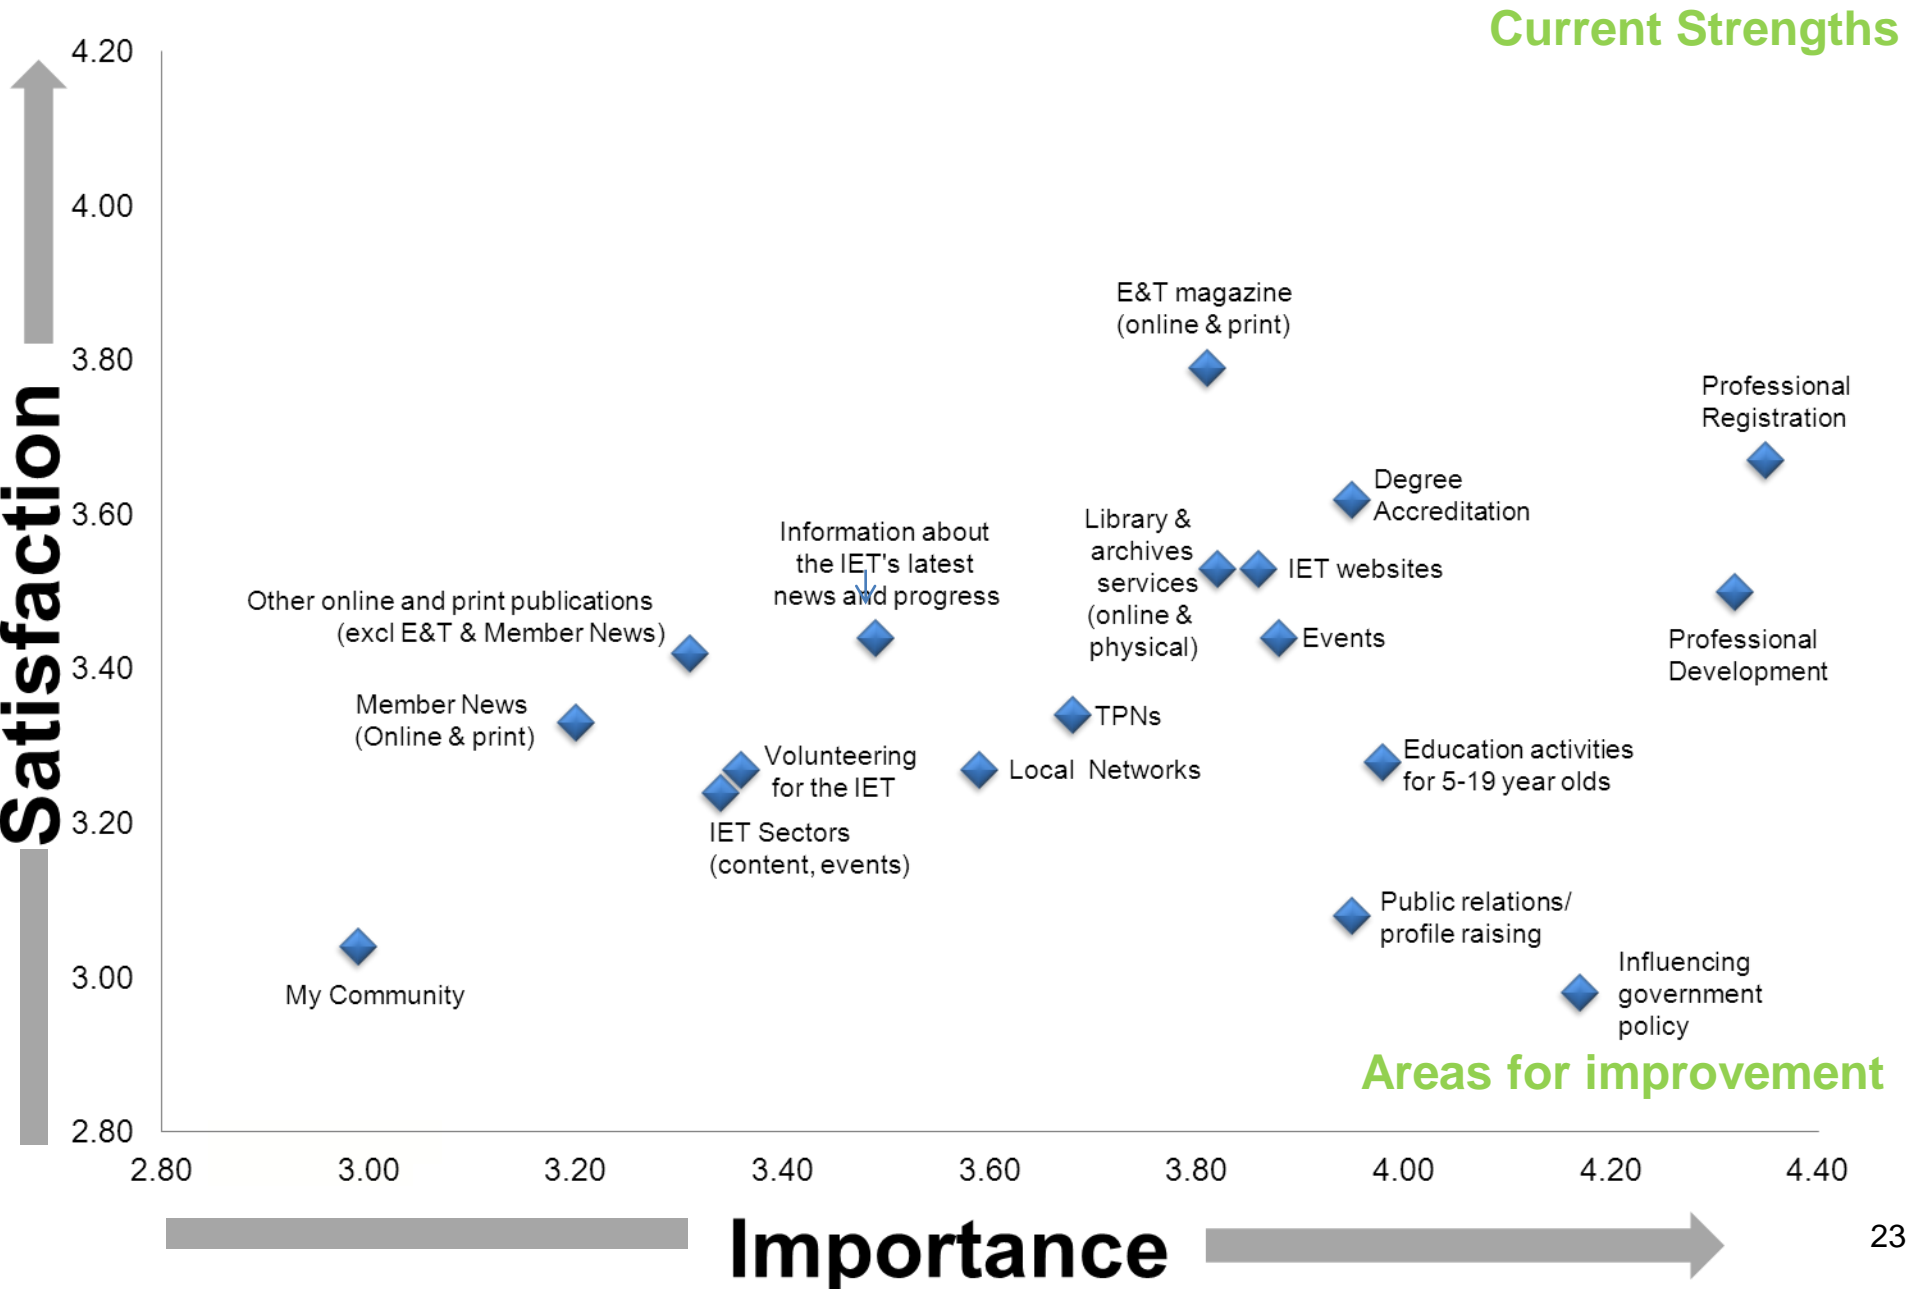 Current Strengths
4.20
4.00
3.80
3.60
3.40
3.20
3.00
2.80
Satisfaction
E&T magazine
(online & print)
Professional
Registration
Degree
Accreditation
Library &
archives
services
(online &
physical)
IET websites
Information about
the IET's latest
news and progress
Other online and print publications
(excl E&T & Member News)
Events
Professional
Development
Member News
(Online & print)
TPNs
Volunteering
for the IET
Local Networks
Education activities
for 5-19 year olds
IET Sectors
(content, events)
Public relations/
profile raising
My Community
Influencing
government
policy
Areas for improvement
2.80 3.00 3.20 3.40 3.60 3.80 4.00 4.20 4.40
Importance
23